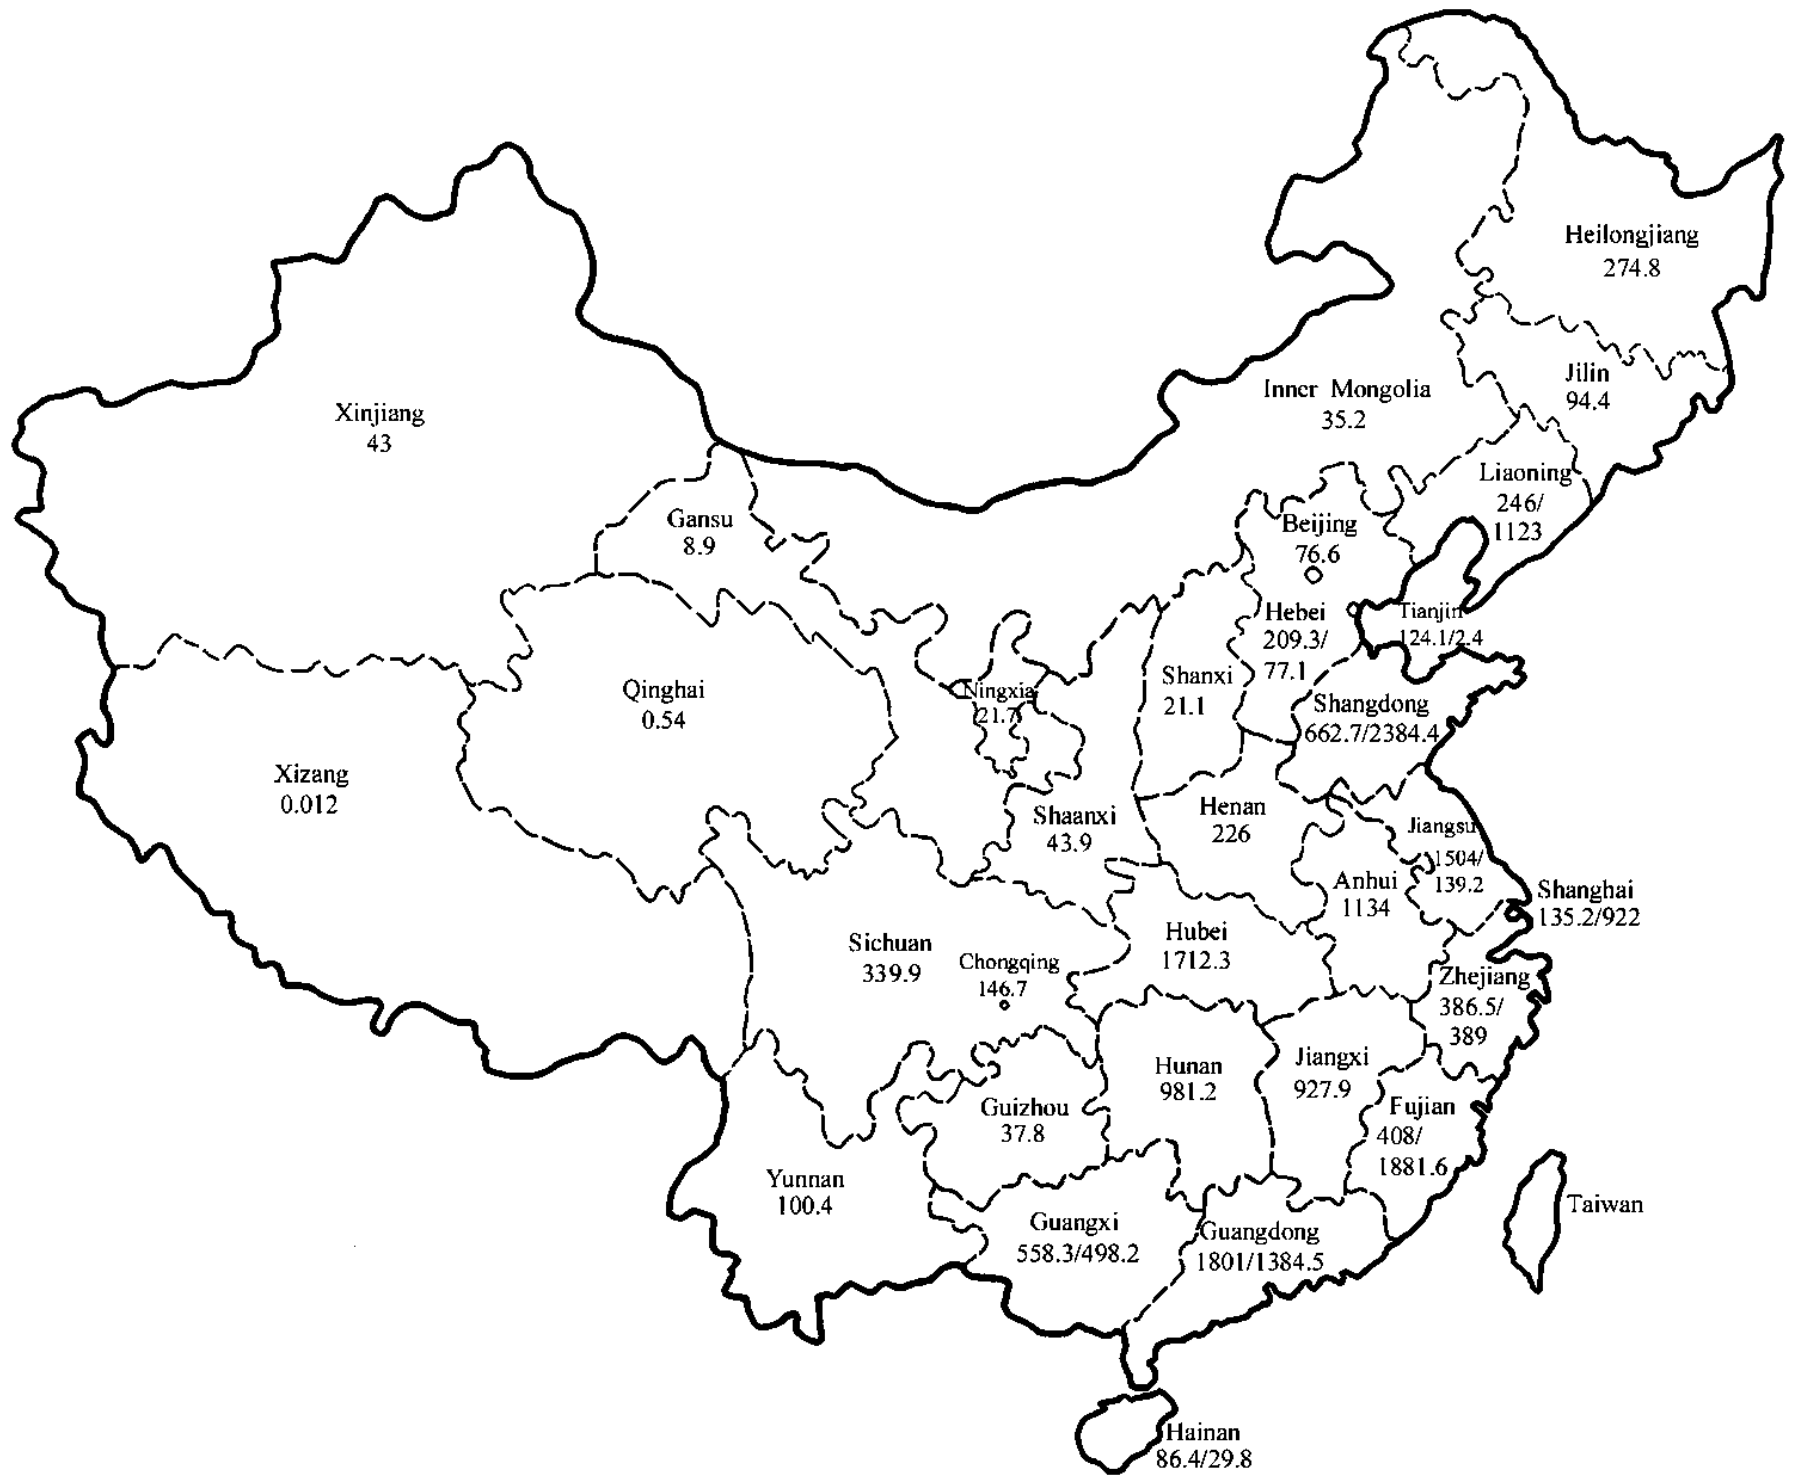 Heilongjiang
274.8
Jilin
94.4
Inner Mongolia
35.2
Xinjiang
43
Liaoning
246/
1123
Gansu
8.9
Beijing
76.6
Hebei
209.3/
77.1
Tianjin
124.1/2.4
Shanxi
21.1
Ningxia
21.7
Qinghai
0.54
Shangdong
662.7/2384.4
Xizang
0.012
Shaanxi
43.9
Henan
226
Jiangsu
1504/
139.2
Anhui
1134
Shanghai
135.2/922
Hubei
1712.3
Sichuan
339.9
Chongqing
146.7
Zhejiang
386.5/
389
Hunan
981.2
Jiangxi
927.9
Guizhou
37.8
Fujian
408/
1881.6
Yunnan
100.4
Taiwan
Guangxi
558.3/498.2
Guangdong
1801/1384.5
Hainan
86.4/29.8